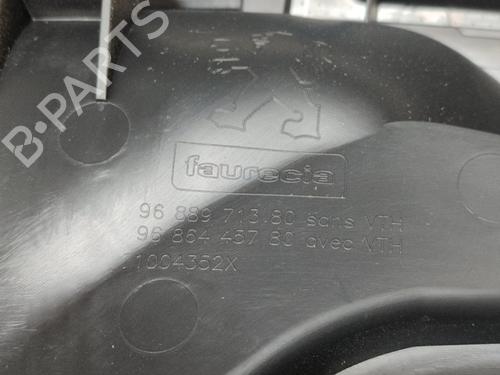 B-PARTS
faurecia
96 889 713 80 sans VTH
96 864 457 80 avec VTH
1004352X